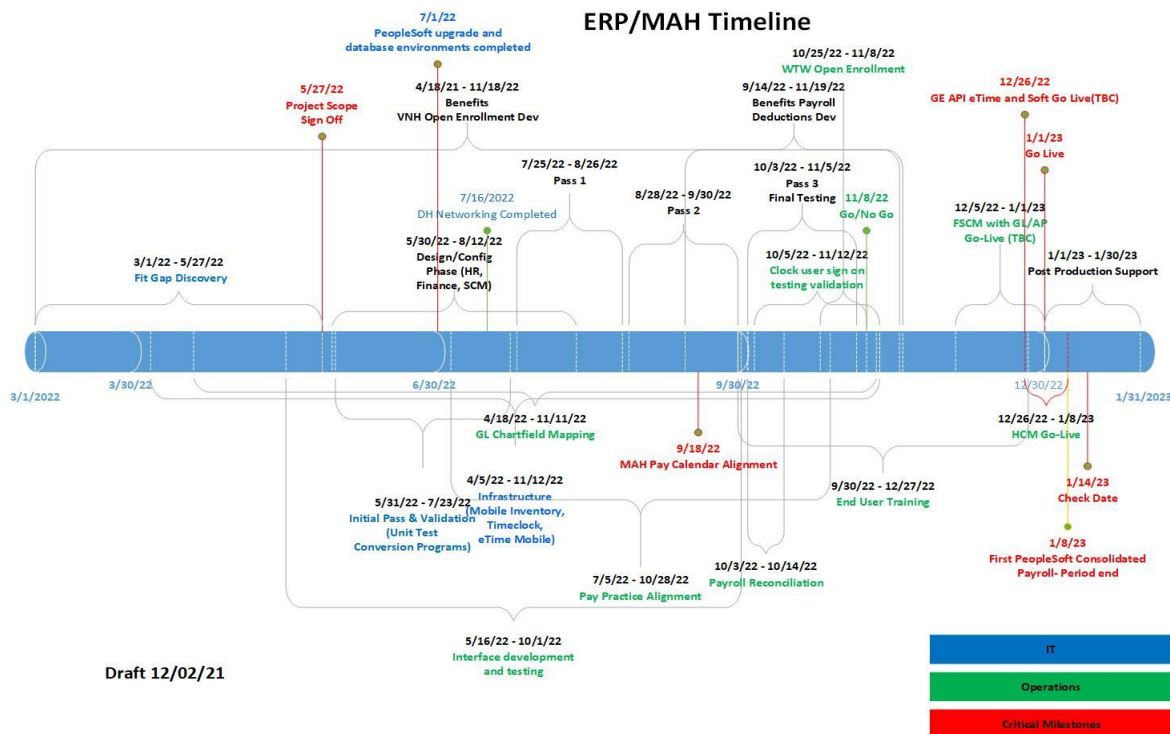 ERP/MAH Timeline
7/1/22
PeopleSoft upgrade and
database environments completed
10/25/22 - 11/8/22
WTW Open Enrollment
5/27/22
Project Scope
Sign Off
4/18/21 - 11/18/22
Benefits
VNH Open Enrollment Dev
9/14/22 - 11/19/22
Benefits Payroll
Deductions Dev
12/26/22
GE API eTime and Soft Go Live(TBC)
1/1/23
Go Live
7/25/22 - 8/26/22
Pass 1
8/28/22 - 9/30/22
Pass 2
10/3/22 - 11/5/22
Pass 3
Final Testing
7/16/2022
DH Networking Completed
11/8/22
Go/No Go
12/5/22 - 1/1/23
FSCM with GL/AP
Go-Live (TBC)
3/1/22 - 5/27/22
Fit Gap Discovery
5/30/22 - 8/12/22
Design/Config
Phase (HR,
Finance, SCM)
10/5/22 - 11/12/22
Clock user sign on
testing validation
1/1/23 - 1/30/23
Post Production Support
3/1/2022
3/30/22
6/30/22
9/30/22
12/30/22
1/31/2023
4/18/22 - 11/11/22
GL Chartfield Mapping
9/18/22
MAH Pay Calendar Alignment
12/26/22 - 1/8/23
HCM Go-Live
5/31/22 - 7/23/22
Initial Pass & Validation
(Unit Test
Conversion Programs)
4/5/22 - 11/12/22
Infrastructure
(Mobile Inventory,
Timeclock,
eTime Mobile)
9/30/22 - 12/27/22
End User Training
1/14/23
Check Date
1/8/23
First PeopleSoft Consolidated
Payroll- Period end
7/5/22 - 10/28/22
Pay Practice Alignment
10/3/22 - 10/14/22
Payroll Reconciliation
5/16/22 - 10/1/22
Interface development
and testing
Draft 12/02/21
IT
Operations
Critical Milestones